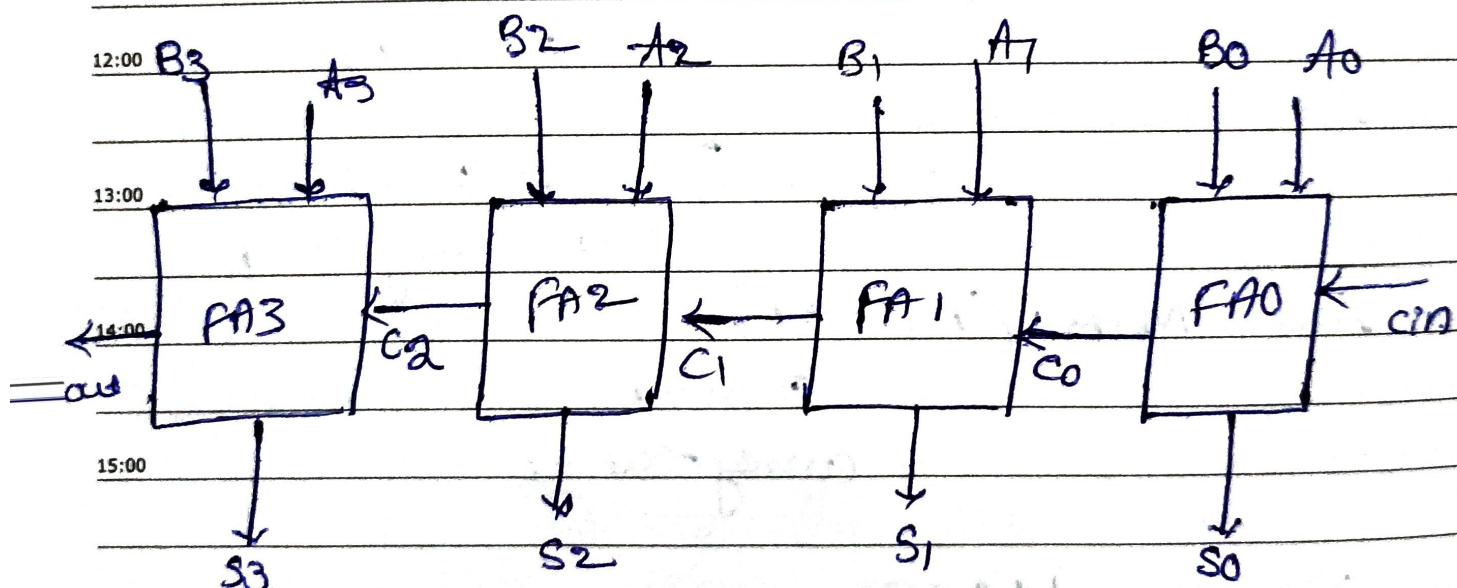 12:00 B3 A3 B2 A2 B1 A1 B0 A0
13:00
FA3 FA2 FA1 FA0
14:00 C2 C1 C0 Cin
out
15:00
S3 S2 S1 S0